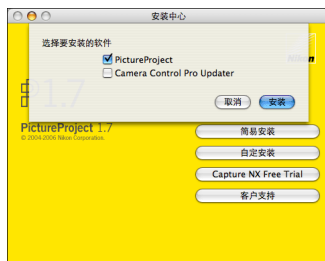 安装中心
选择要安装的软件
PictureProject
Camera Control Pro Updater
Nikon
取消
安装
P1.7
PictureProject 1.7
© 2004-2006 Nikon Corporation.
简易安装
自定安装
Capture NX Free Trial
客户支持